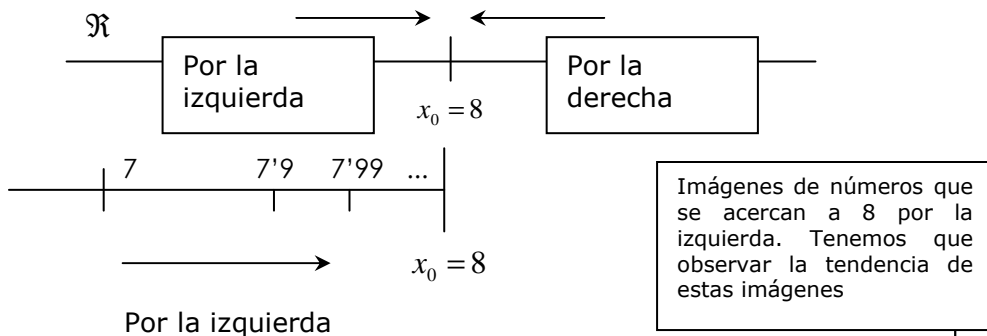 ℜ
Por la
izquierda
Por la
derecha
x₀ = 8
7 7'9 7'99 ...
x₀ = 8
Por la izquierda
Imágenes de números que
se acercan a 8 por la
izquierda. Tenemos que
observar la tendencia de
estas imágenes